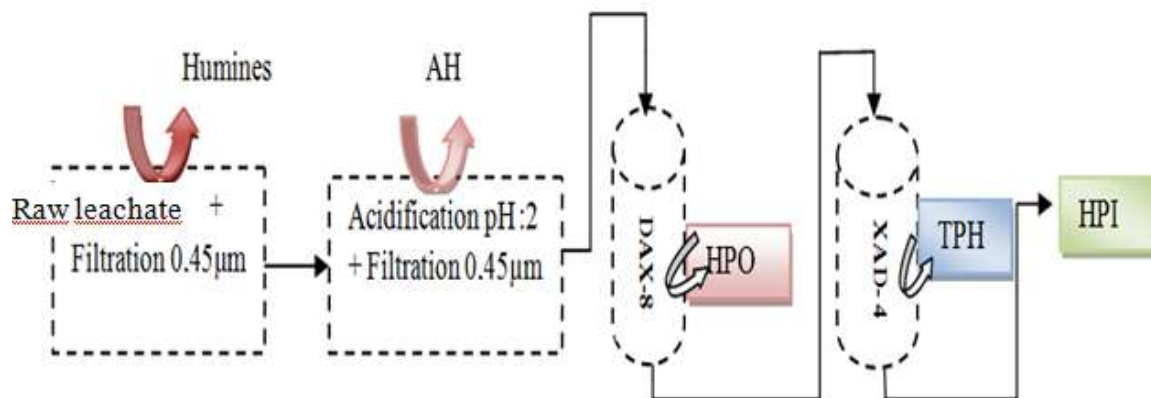 Humines
AH
Raw leachate +
Filtration 0.45µm
Acidification pH :2
+ Filtration 0.45µm
DAX-8
HPO
XAD-4
TPH
HPI